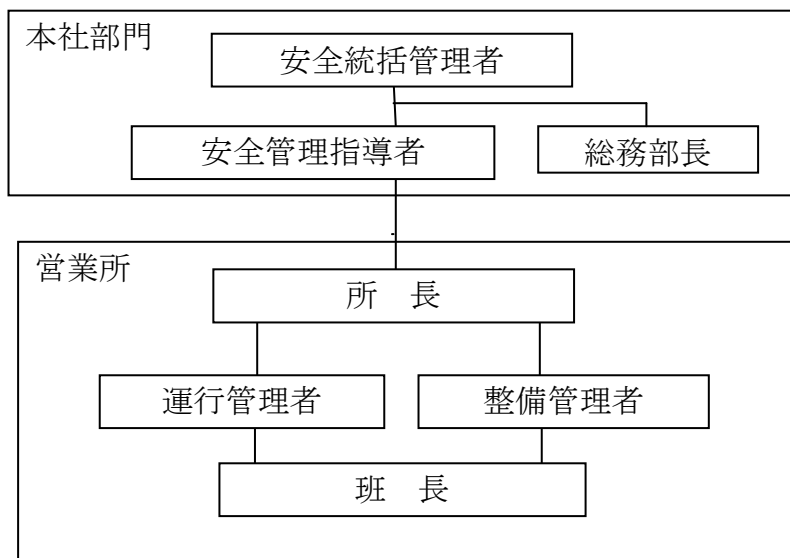 本社部門
安全統括管理者
安全管理指導者
総務部長
営業所
所　長
運行管理者
整備管理者
班　長